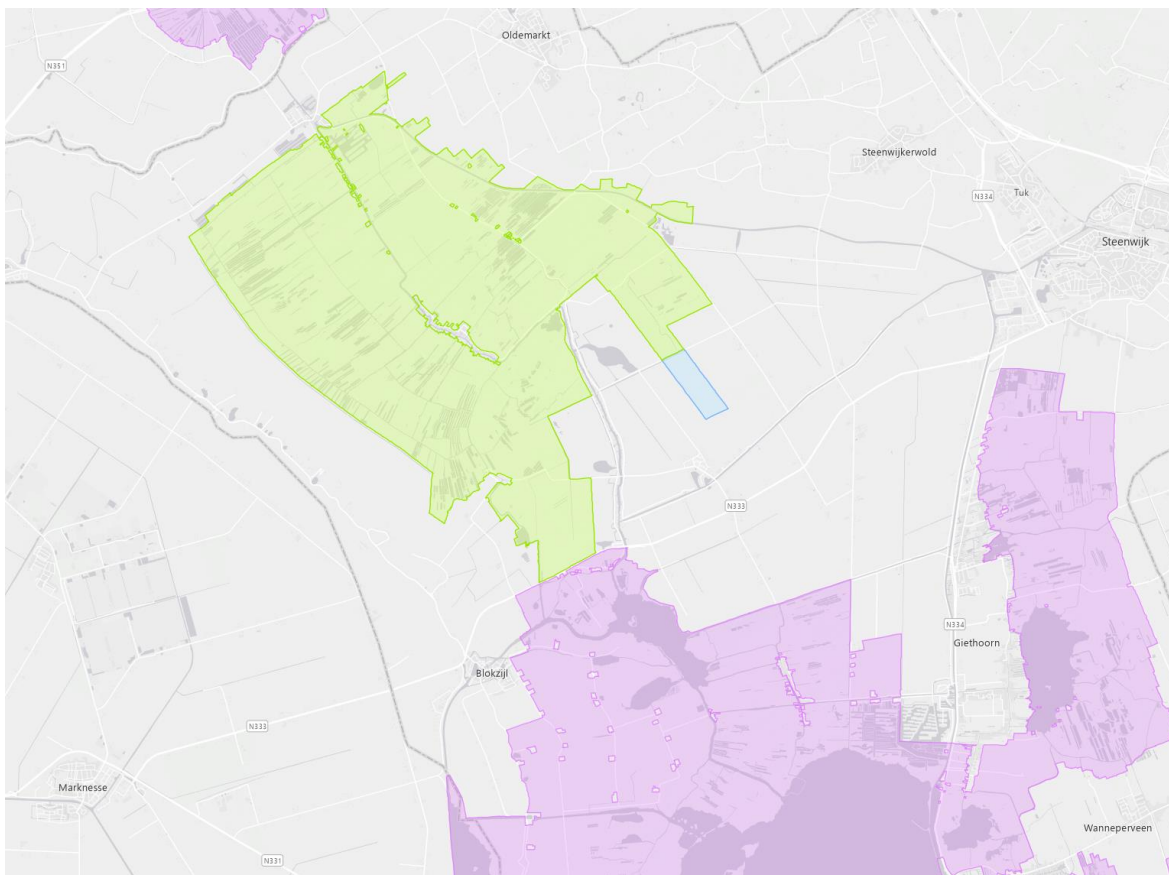 Oldemarkt
N351
Steenwijkerwold
N334
Tuk
Steenwijk
N333
N334
Giethoorn
Blokzijl
N333
Marknesse
Wanneperveen
N331